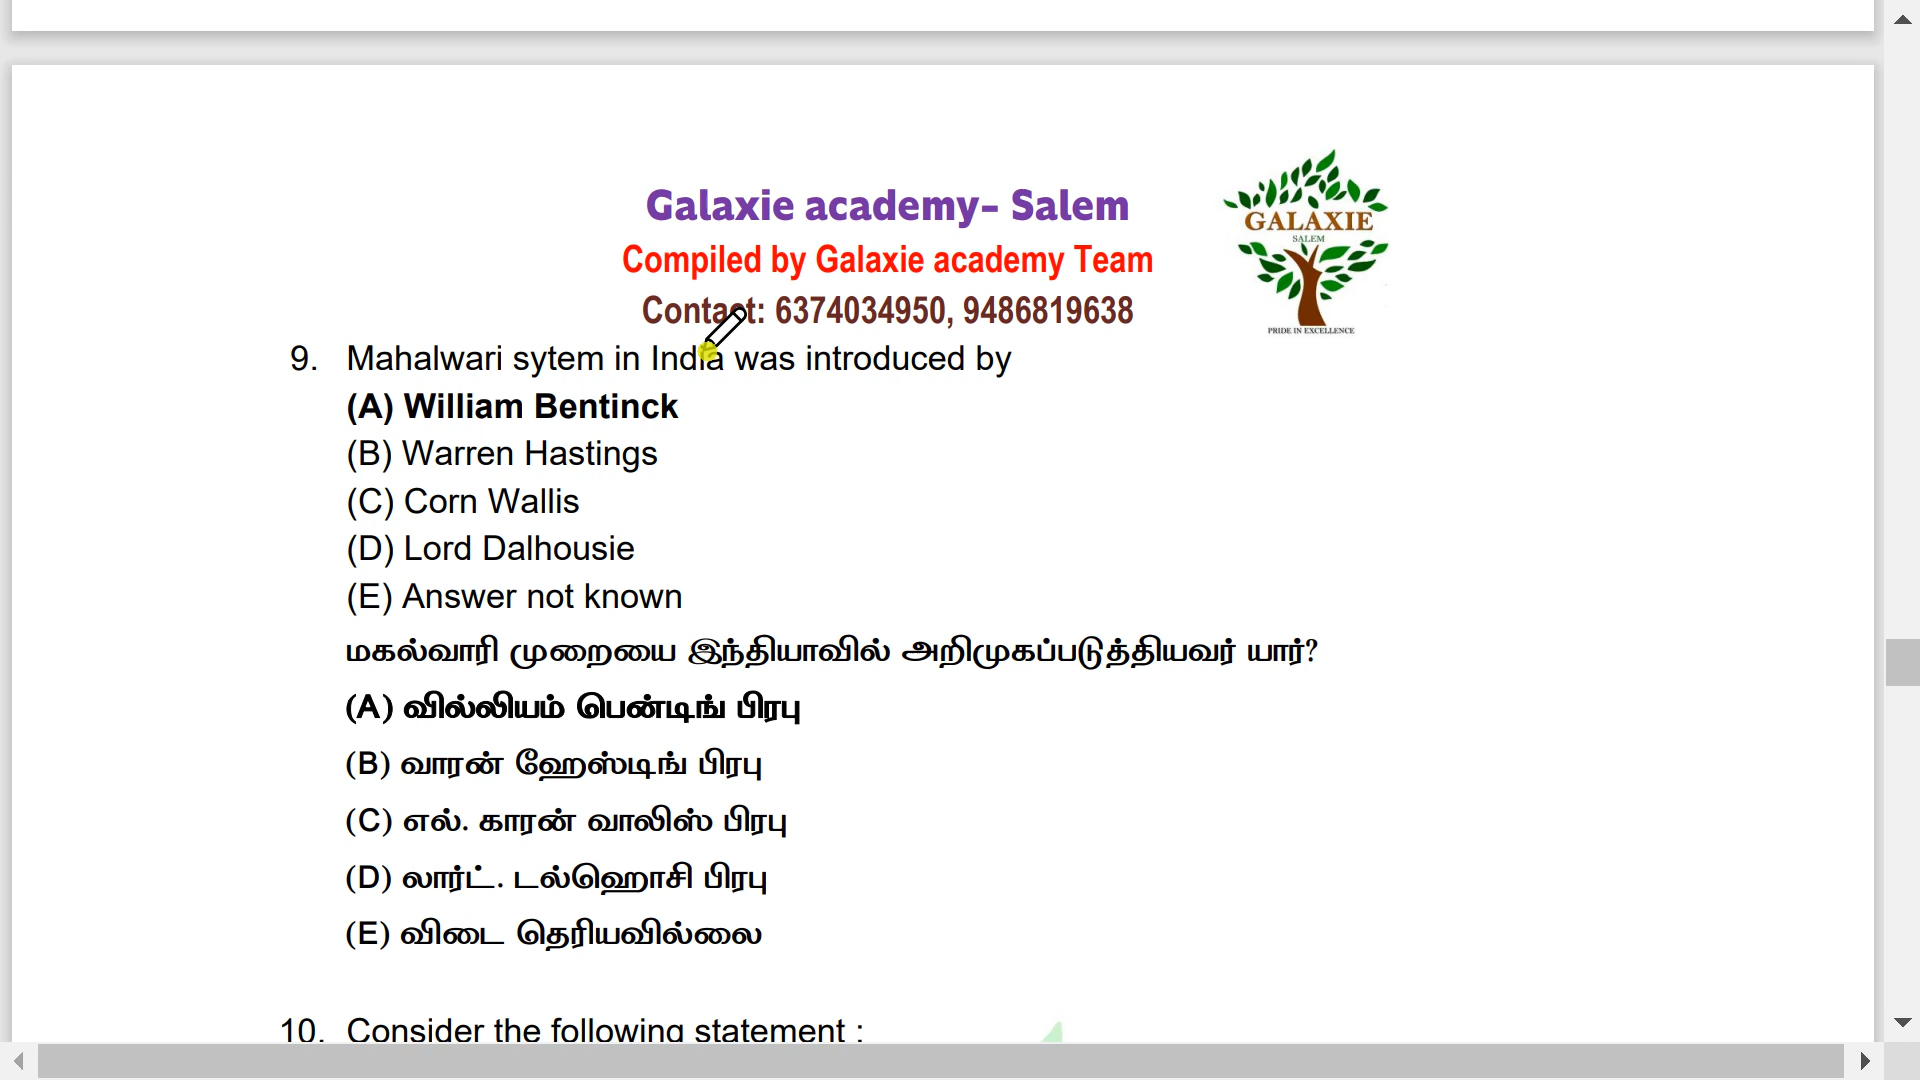 Galaxie academy– Salem
Compiled by Galaxie academy Team
Contact: 6374034950, 9486819638
GALAXIE
SALEM
PRIDE IN EXCELLENCE
9. Mahalwari sytem in India was introduced by
(A) William Bentinck
(B) Warren Hastings
(C) Corn Wallis
(D) Lord Dalhousie
(E) Answer not known
மகல்வாரி முறையை இந்தியாவில் அறிமுகப்படுத்தியவர் யார்?
(A) வில்லியம் பென்டிங் பிரபு
(B) வாரன் ஹேஸ்டிங் பிரபு
(C) எல். காரன் வாலிஸ் பிரபு
(D) லார்ட். டல்ஹொசி பிரபு
(E) விடை தெரியவில்லை
10. Consider the following statement :